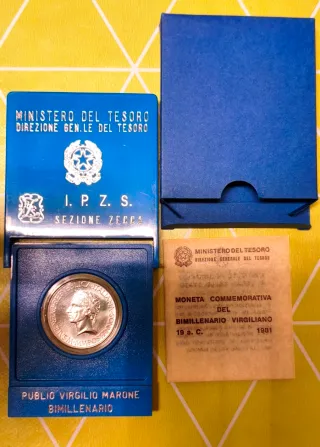 MINISTERO DEL TESORO
DIREZIONE GEN.LE DEL TESORO
I.P.Z.S.
SEZIONE ZECCA
PUBLIO VIRGILIO MARONE
BIMILLENARIO
MINISTERO DEL TESORO
DIREZIONE GENERALE DEL TESORO
MONETA COMMEMORATIVA
DEL
BIMILLENARIO VIRGILIANO
19 a. C. 1981